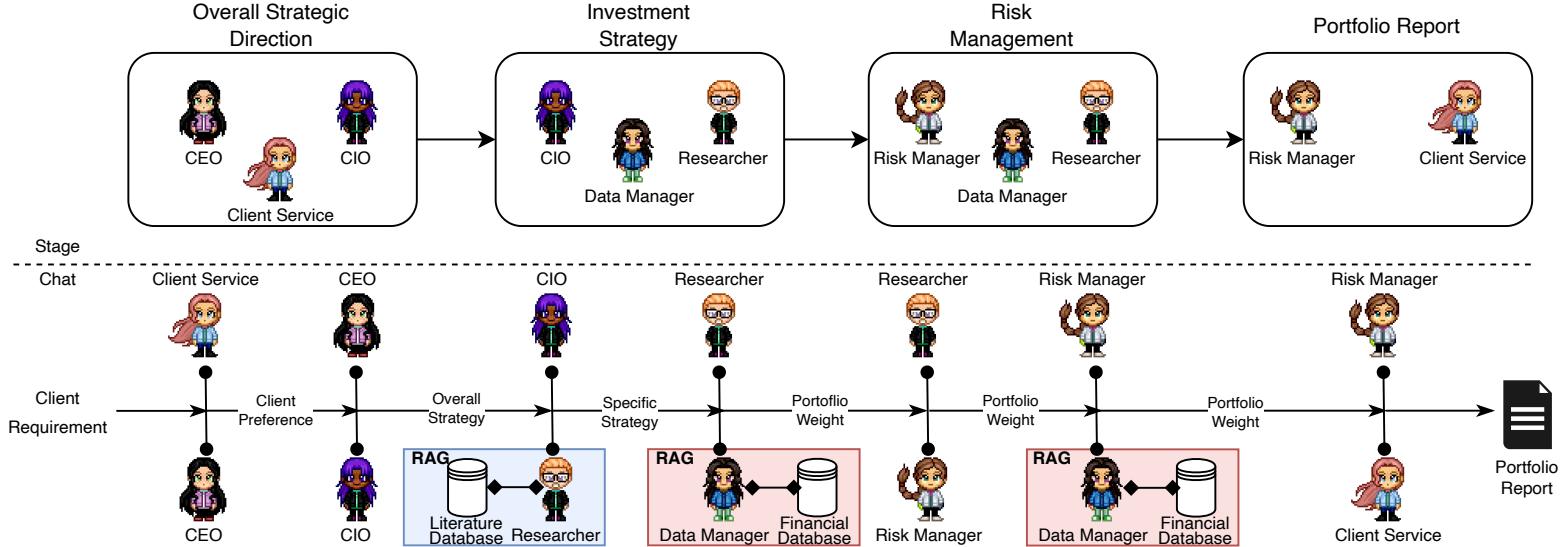 Overall Strategic
Direction
Investment
Strategy
Risk
Management
Portfolio Report
CEO
CIO
Client Service
CIO
Researcher
Data Manager
Risk Manager
Researcher
Data Manager
Risk Manager
Client Service
Stage
Chat
Client Service
CEO
CIO
Researcher
Researcher
Risk Manager
Risk Manager
Client
Requirement
Client
Preference
Overall
Strategy
Specific
Strategy
Portoflio
Weight
Portfolio
Weight
Portfolio
Weight
CEO
CIO
RAG
Literature
Database
Researcher
RAG
Data Manager
Financial
Database
Risk Manager
RAG
Data Manager
Financial
Database
Client Service
Portfolio
Report